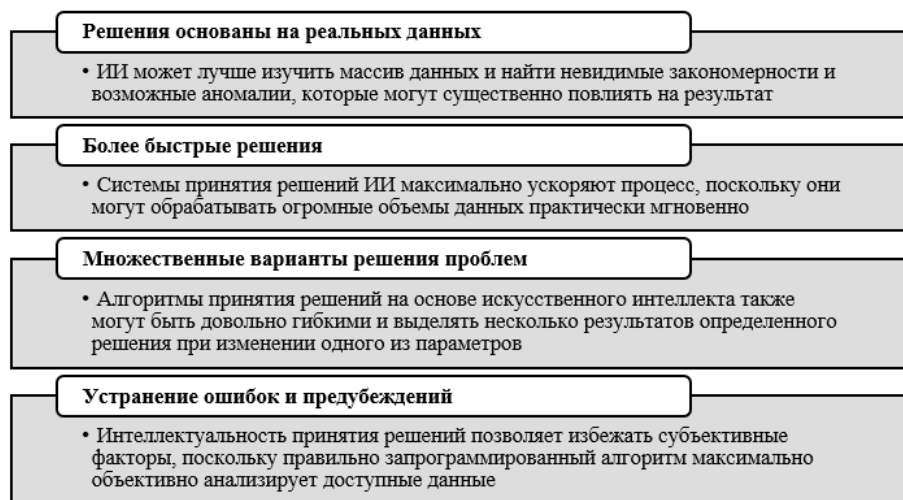 Решения основаны на реальных данных
• ИИ может лучше изучить массив данных и найти невидимые закономерности и
возможные аномалии, которые могут существенно повлиять на результат
Более быстрые решения
• Системы принятия решений ИИ максимально ускоряют процесс, поскольку они
могут обрабатывать огромные объемы данных практически мгновенно
Множественные варианты решения проблем
• Алгоритмы принятия решений на основе искусственного интеллекта также
могут быть довольно гибкими и выделять несколько результатов определенного
решения при изменении одного из параметров
Устранение ошибок и предубеждений
• Интеллектуальность принятия решений позволяет избежать субъективные
факторы, поскольку правильно запрограммированный алгоритм максимально
объективно анализирует доступные данные